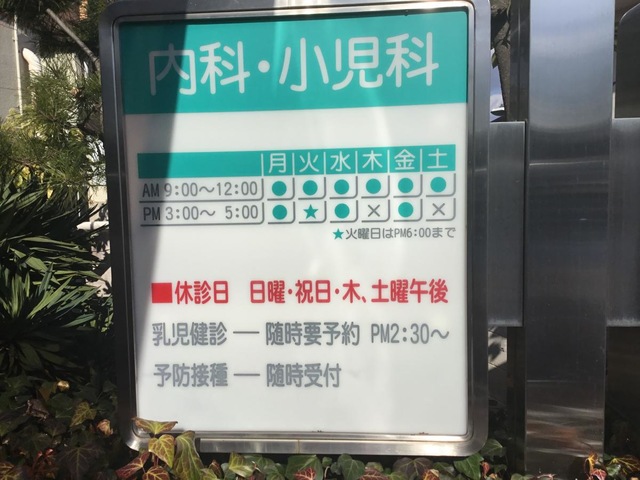 内科・小児科
月 火 水 木 金 土
AM 9:00～12:00 ● ● ● ● ● ●
PM 3:00～ 5:00 ● ★ ● × ● ×
★火曜日はPM6:00まで
■休診日 日曜・祝日・木、土曜午後
乳児健診 ― 随時要予約 PM2:30～
予防接種 ― 随時受付